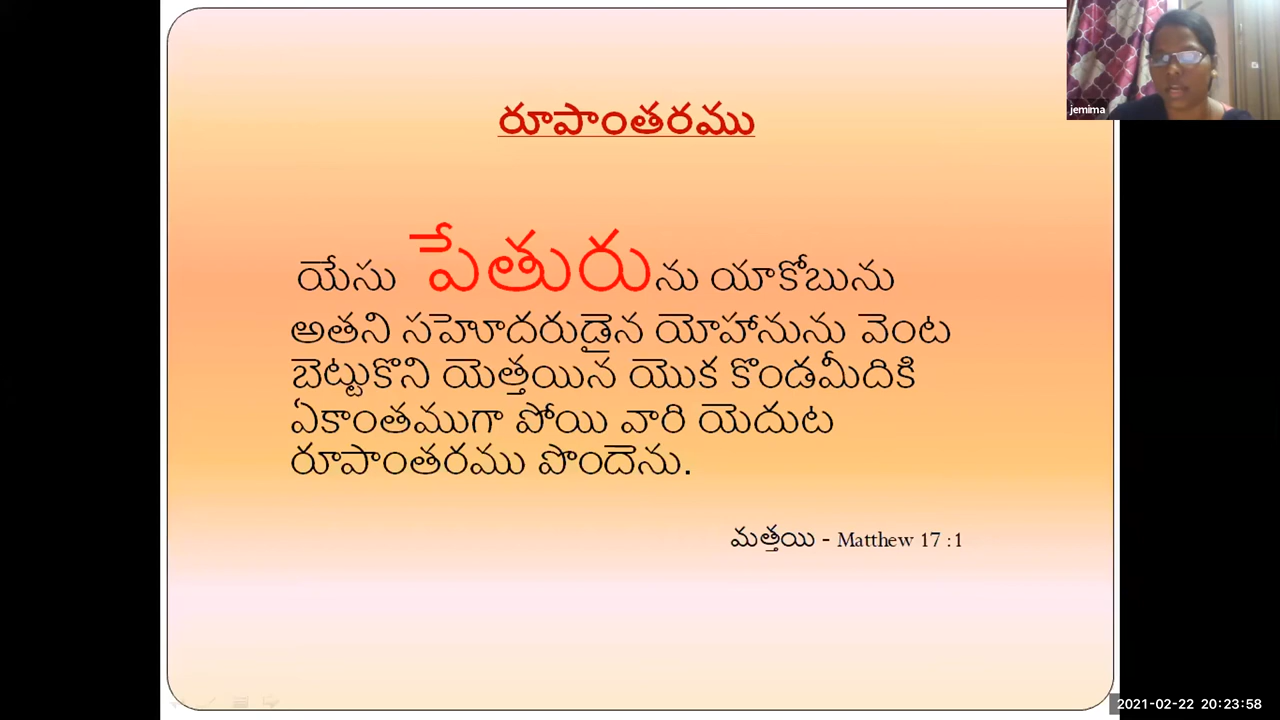 రూపాంతరము
jemima
యేసు పేతురును యాకోబును
అతని సహెూదరుడైన యోహానును వెంట
బెట్టుకొని యెత్తయిన యొక కొండమీదికి
ఏకాంతముగా పోయి వారి యెదుట
రూపాంతరము పొందెను.
మత్తయి - Matthew 17 :1
2021-02-22 20:23:58